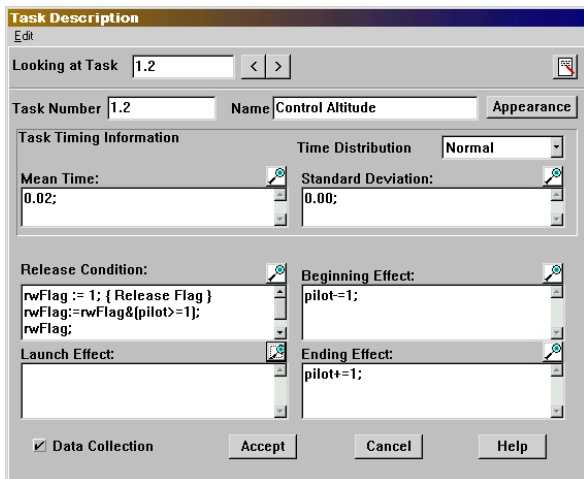 Task Description
Edit
Looking at Task 1.2 < >
Task Number 1.2 Name Control Altitude Appearance
Task Timing Information
Time Distribution Normal
Mean Time: Standard Deviation:
0.02; 0.00;
Release Condition: Beginning Effect:
rwFlag := 1; { Release Flag } pilot-=1;
rwFlag:=rwFlag&(pilot>=1);
rwFlag;
Launch Effect: Ending Effect:
pilot+=1;
Data Collection Accept Cancel Help